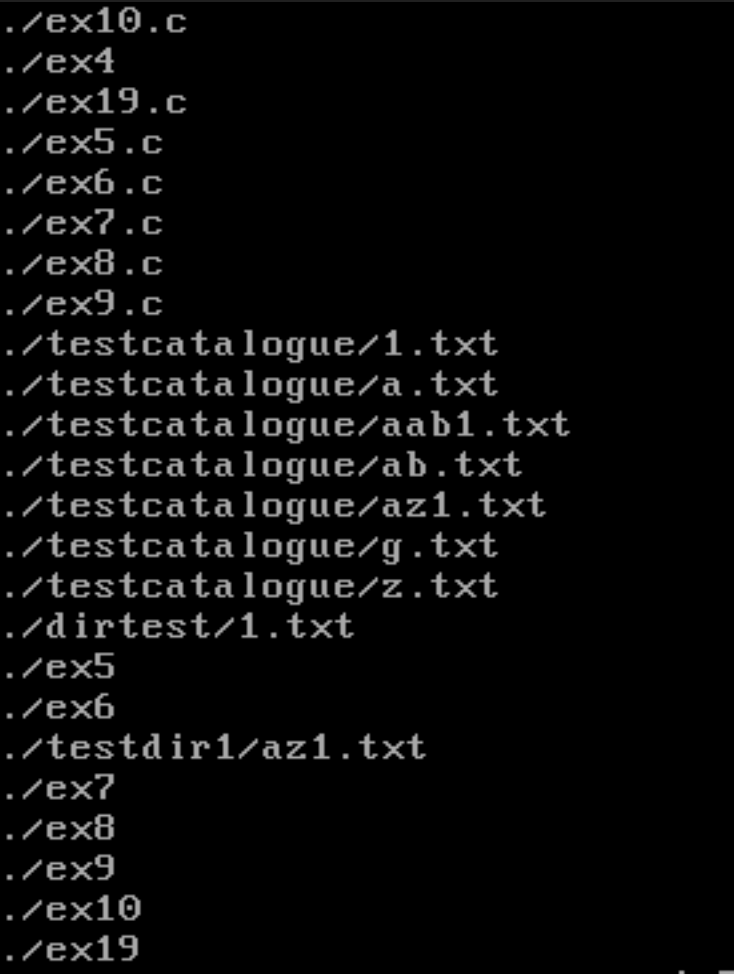 ./ex10.c
./ex4
./ex19.c
./ex5.c
./ex6.c
./ex7.c
./ex8.c
./ex9.c
./testcatalogue/1.txt
./testcatalogue/a.txt
./testcatalogue/aab1.txt
./testcatalogue/ab.txt
./testcatalogue/az1.txt
./testcatalogue/g.txt
./testcatalogue/z.txt
./dirtest/1.txt
./ex5
./ex6
./testdir1/az1.txt
./ex7
./ex8
./ex9
./ex10
./ex19